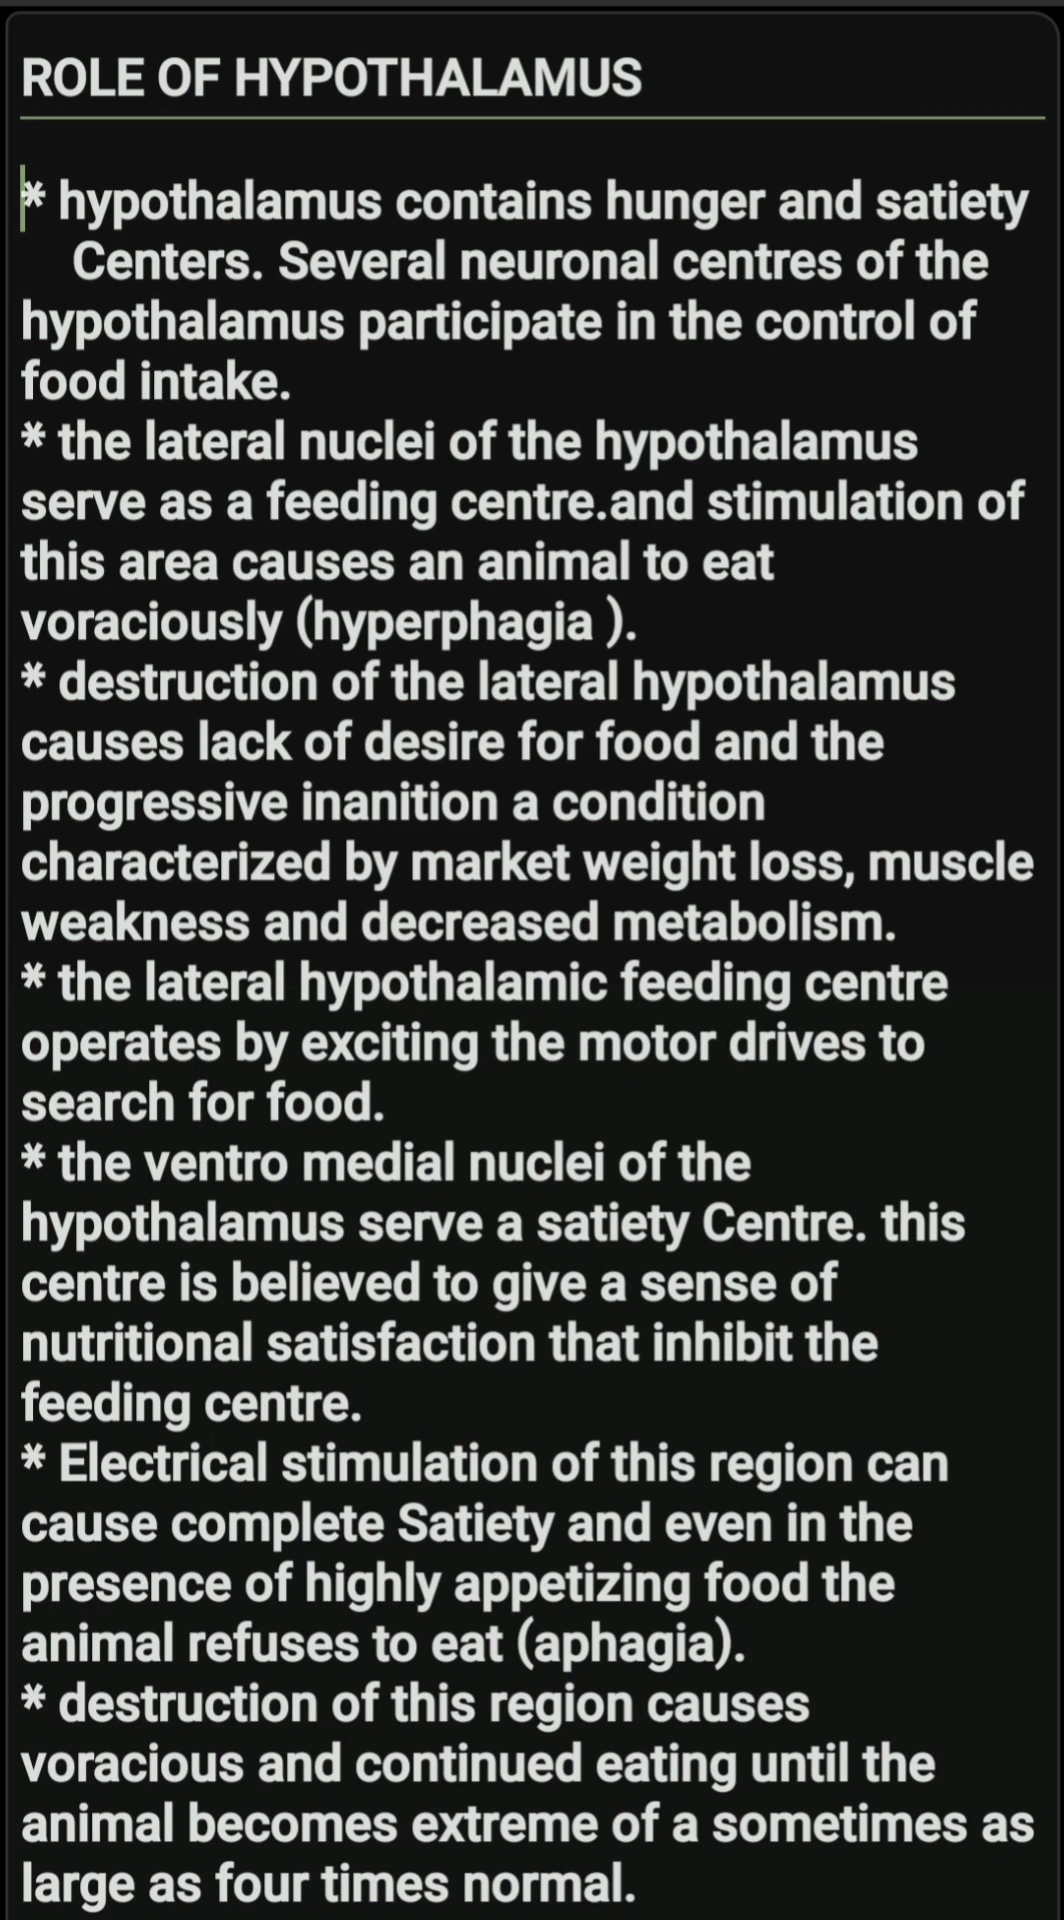 ROLE OF HYPOTHALAMUS
* hypothalamus contains hunger and satiety
Centers. Several neuronal centres of the
hypothalamus participate in the control of
food intake.
* the lateral nuclei of the hypothalamus
serve as a feeding centre.and stimulation of
this area causes an animal to eat
voraciously (hyperphagia ).
* destruction of the lateral hypothalamus
causes lack of desire for food and the
progressive inanition a condition
characterized by market weight loss, muscle
weakness and decreased metabolism.
* the lateral hypothalamic feeding centre
operates by exciting the motor drives to
search for food.
* the ventro medial nuclei of the
hypothalamus serve a satiety Centre. this
centre is believed to give a sense of
nutritional satisfaction that inhibit the
feeding centre.
* Electrical stimulation of this region can
cause complete Satiety and even in the
presence of highly appetizing food the
animal refuses to eat (aphagia).
* destruction of this region causes
voracious and continued eating until the
animal becomes extreme of a sometimes as
large as four times normal.